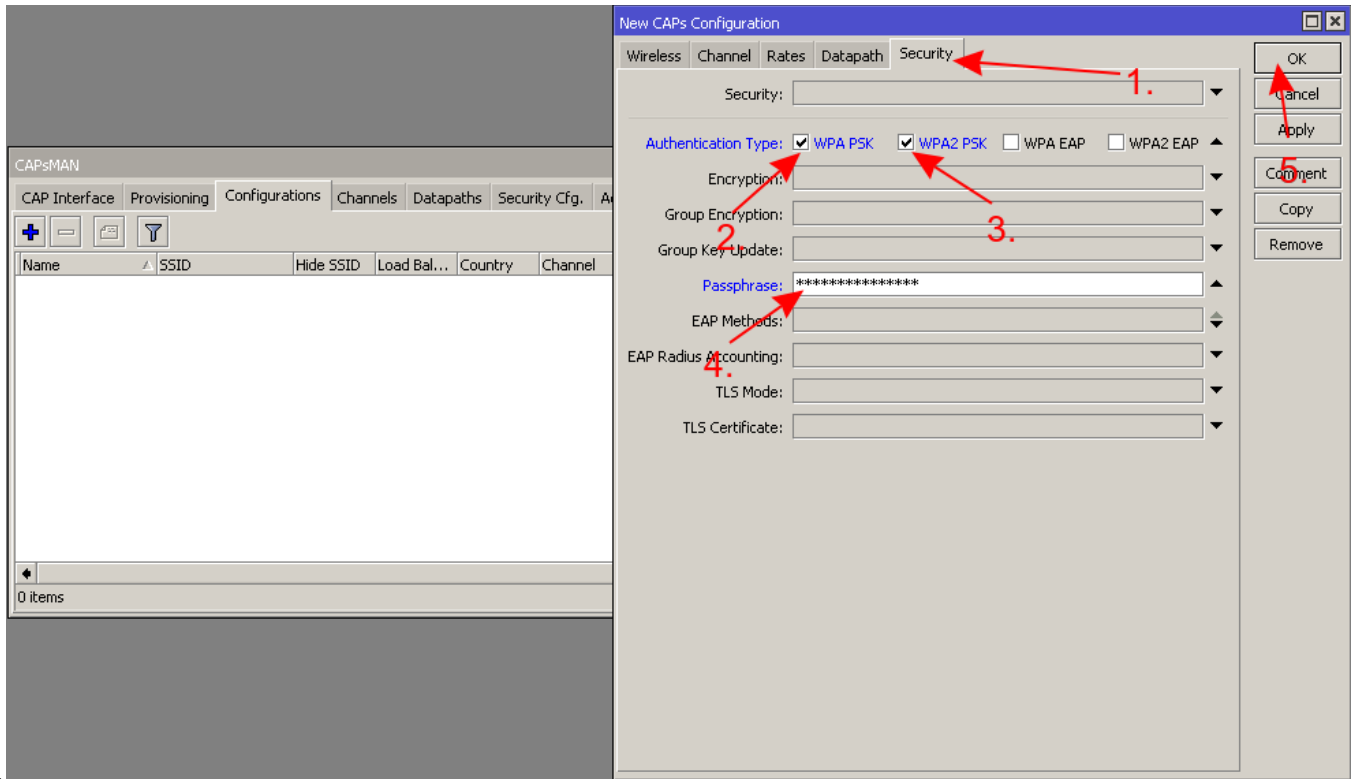 CAPsMAN
CAP Interface Provisioning Configurations Channels Datapaths Security Cfg.
Name SSID Hide SSID Load Bal... Country Channel
0 items
New CAPs Configuration
Wireless Channel Rates Datapath Security
1.
Security:
Authentication Type: WPA PSK WPA2 PSK WPA EAP WPA2 EAP
2.
3.
Encryption:
Group Encryption:
Group Key Update:
Passphrase: ***************
4.
EAP Methods:
EAP Radius Accounting:
TLS Mode:
TLS Certificate:
OK
Cancel
Apply
5.
Comment
Copy
Remove